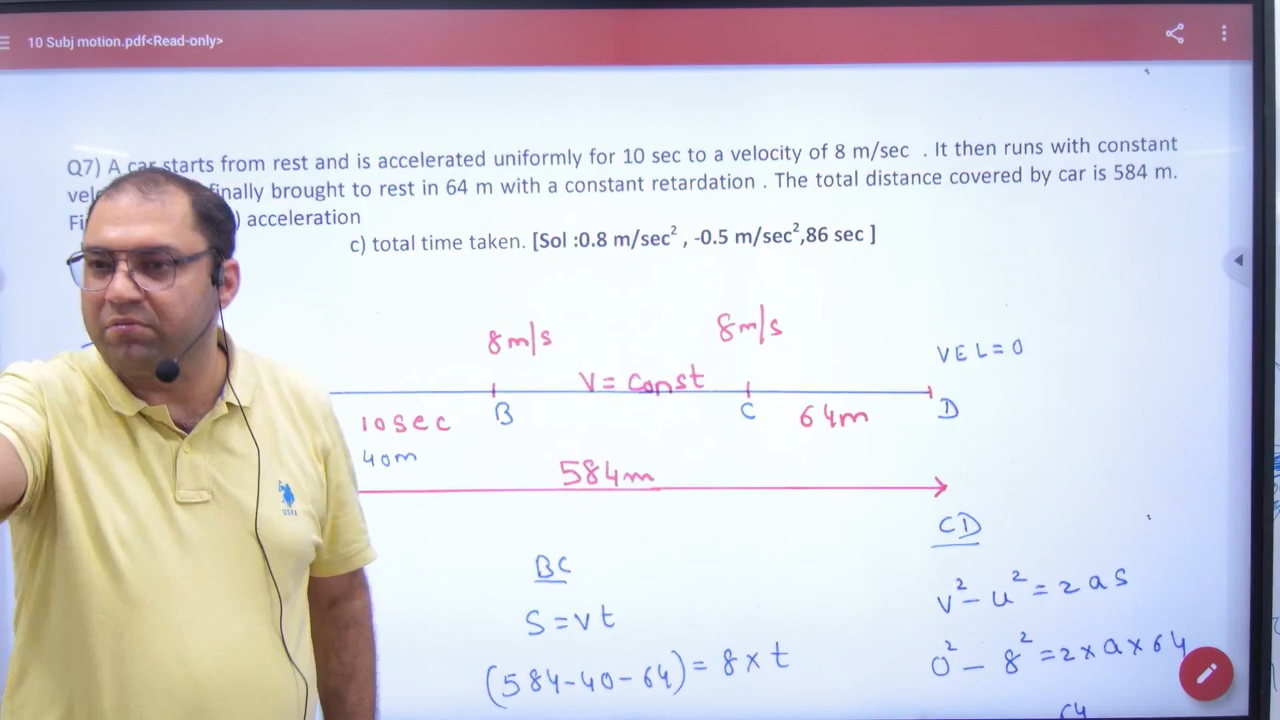 10 Subj motion.pdf<Read-only>
Q7) A car starts from rest and is accelerated uniformly for 10 sec to a velocity of 8 m/sec . It then runs with constant
finally brought to rest in 64 m with a constant retardation . The total distance covered by car is 584 m.
) acceleration
c) total time taken. [Sol :0.8 m/sec² , -0.5 m/sec²,86 sec ]
8m/s
8m/s
VEL=0
V= Const
10sec
B
C
64m
D
40m
584m
CD
BC
v²-u²=2as
S=vt
0²-8²=2×a×64
(584-40-64)=8×t
64
USPA